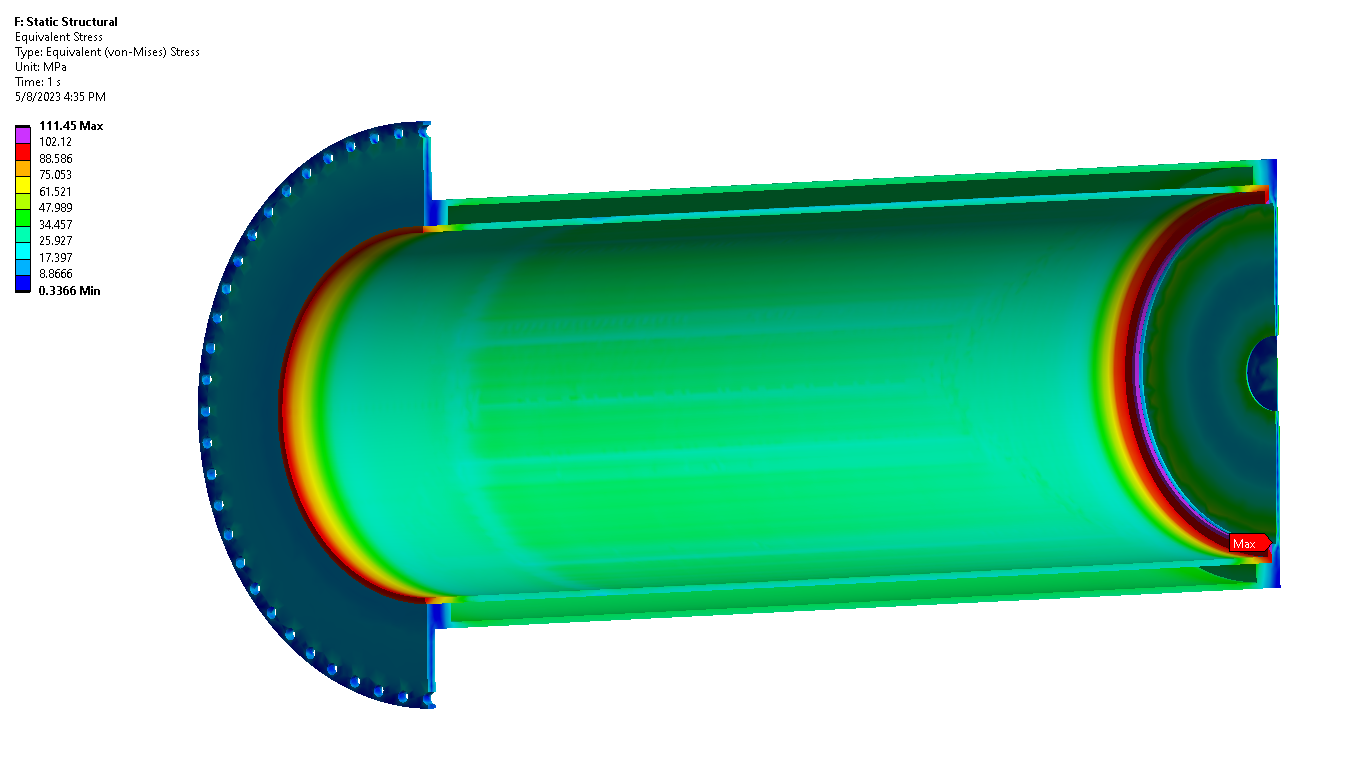 F: Static Structural
Equivalent Stress
Type: Equivalent (von-Mises) Stress
Unit: MPa
Time: 1 s
5/8/2023 4:35 PM
111.45 Max
102.12
88.586
75.053
61.521
47.989
34.457
25.927
17.397
8.8666
0.3366 Min
Max